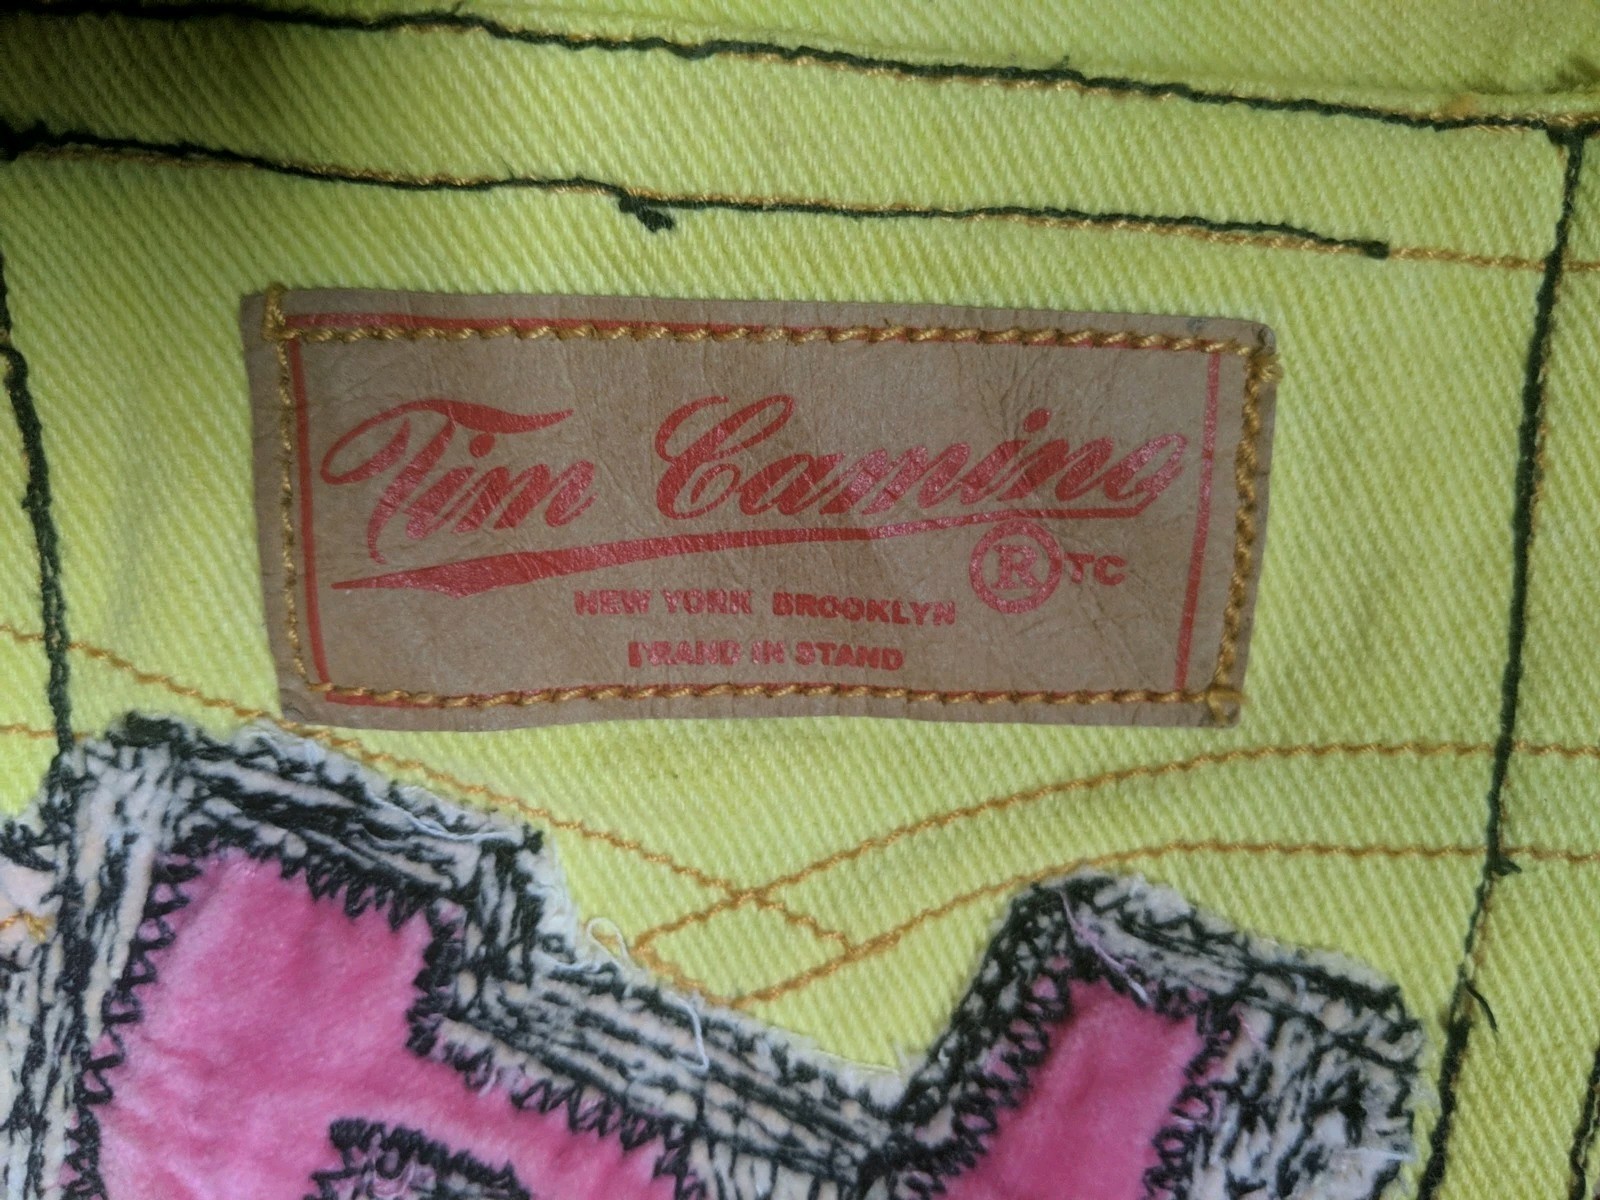 Tim Camino
® TC
NEW YORK BROOKLYN
BRAND IN STAND